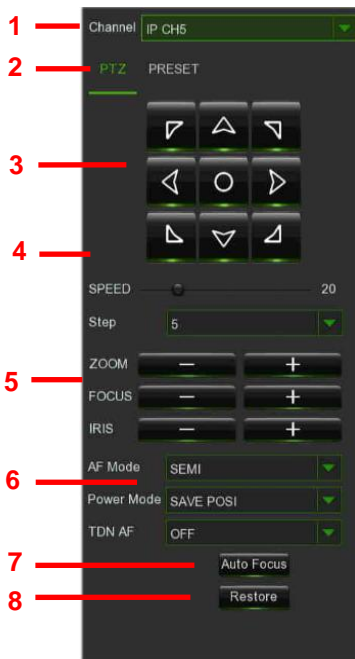 1 Channel IP CH5
2 PTZ PRESET
3
4
SPEED 20
Step 5
ZOOM − +
5
FOCUS − +
IRIS − +
AF Mode SEMI
6
Power Mode SAVE POSI
TDN AF OFF
7 Auto Focus
8 Restore